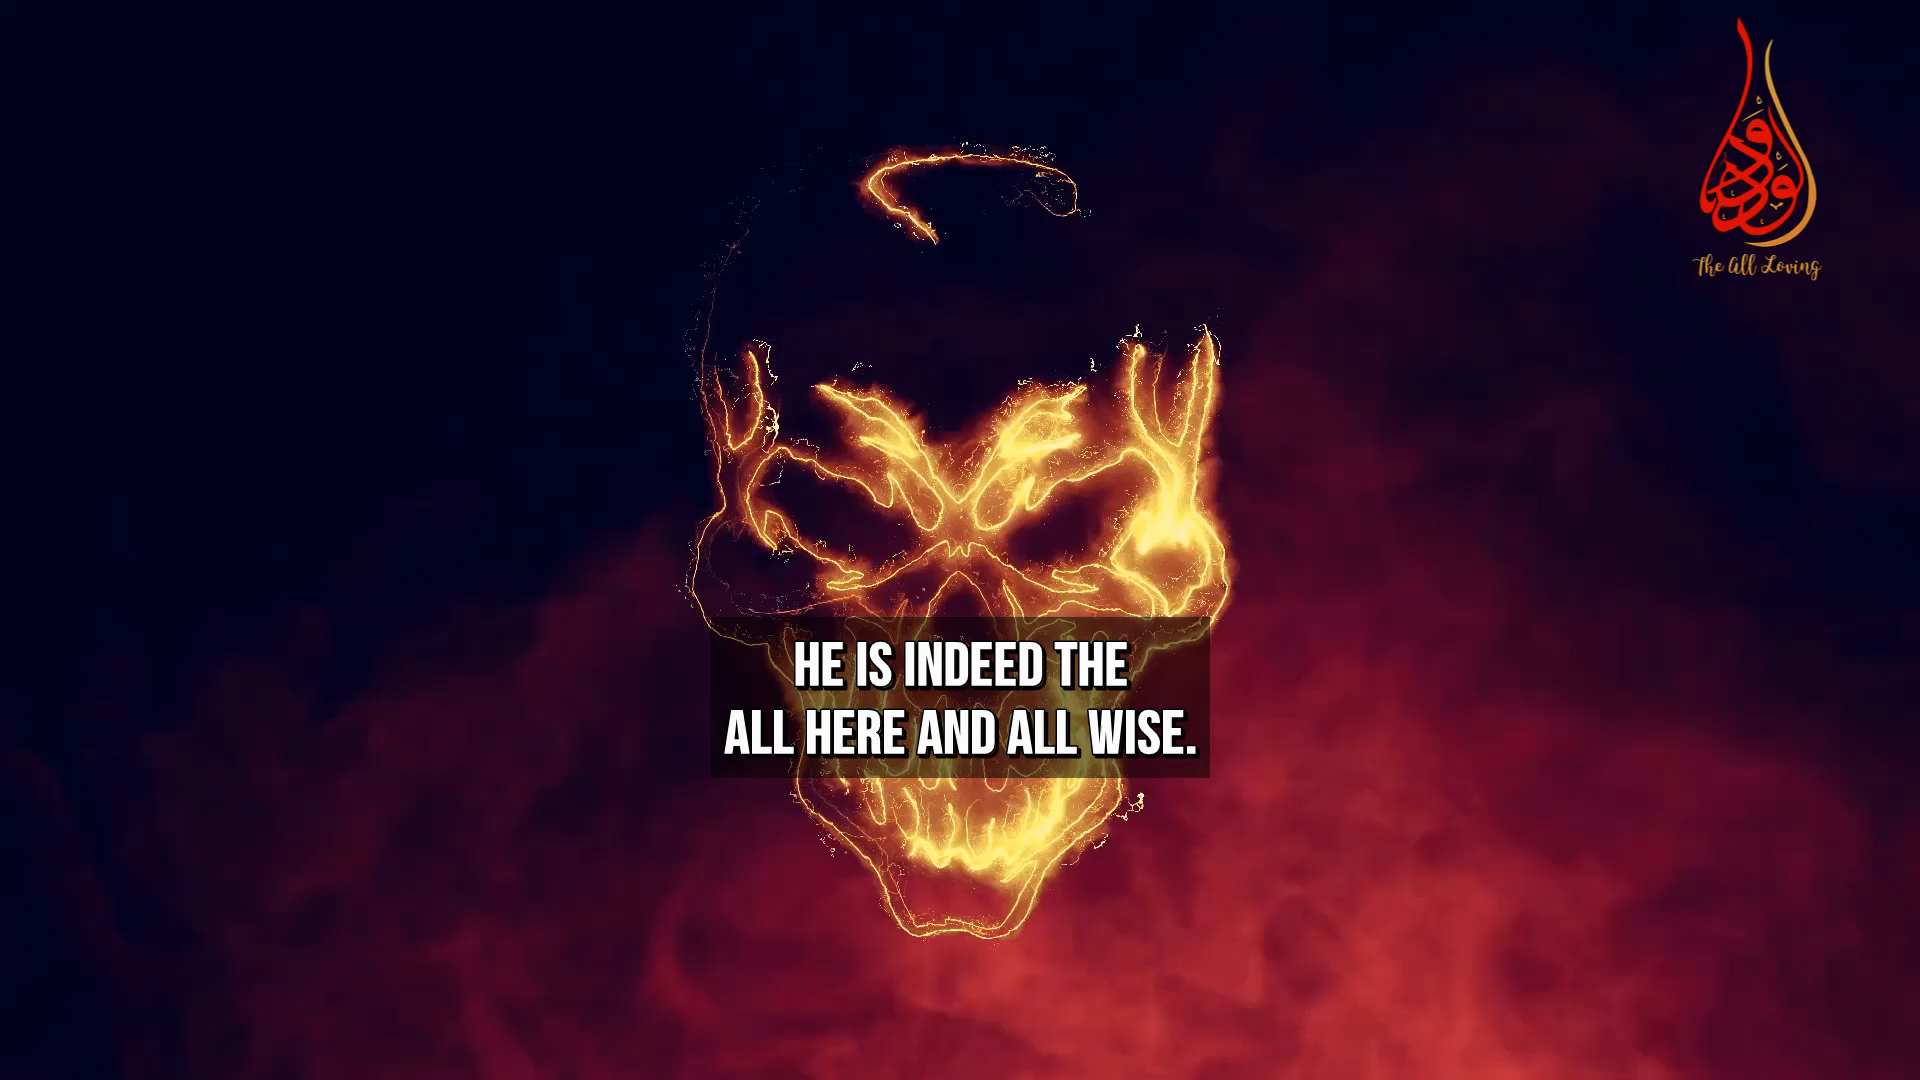 HE IS INDEED THE
ALL HERE AND ALL WISE.
The All Loving